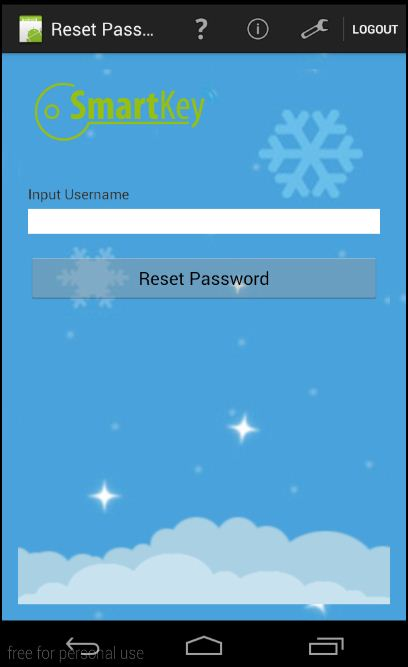 Reset Pass...
?
LOGOUT
SmartKey
Input Username
Reset Password
free for personal use